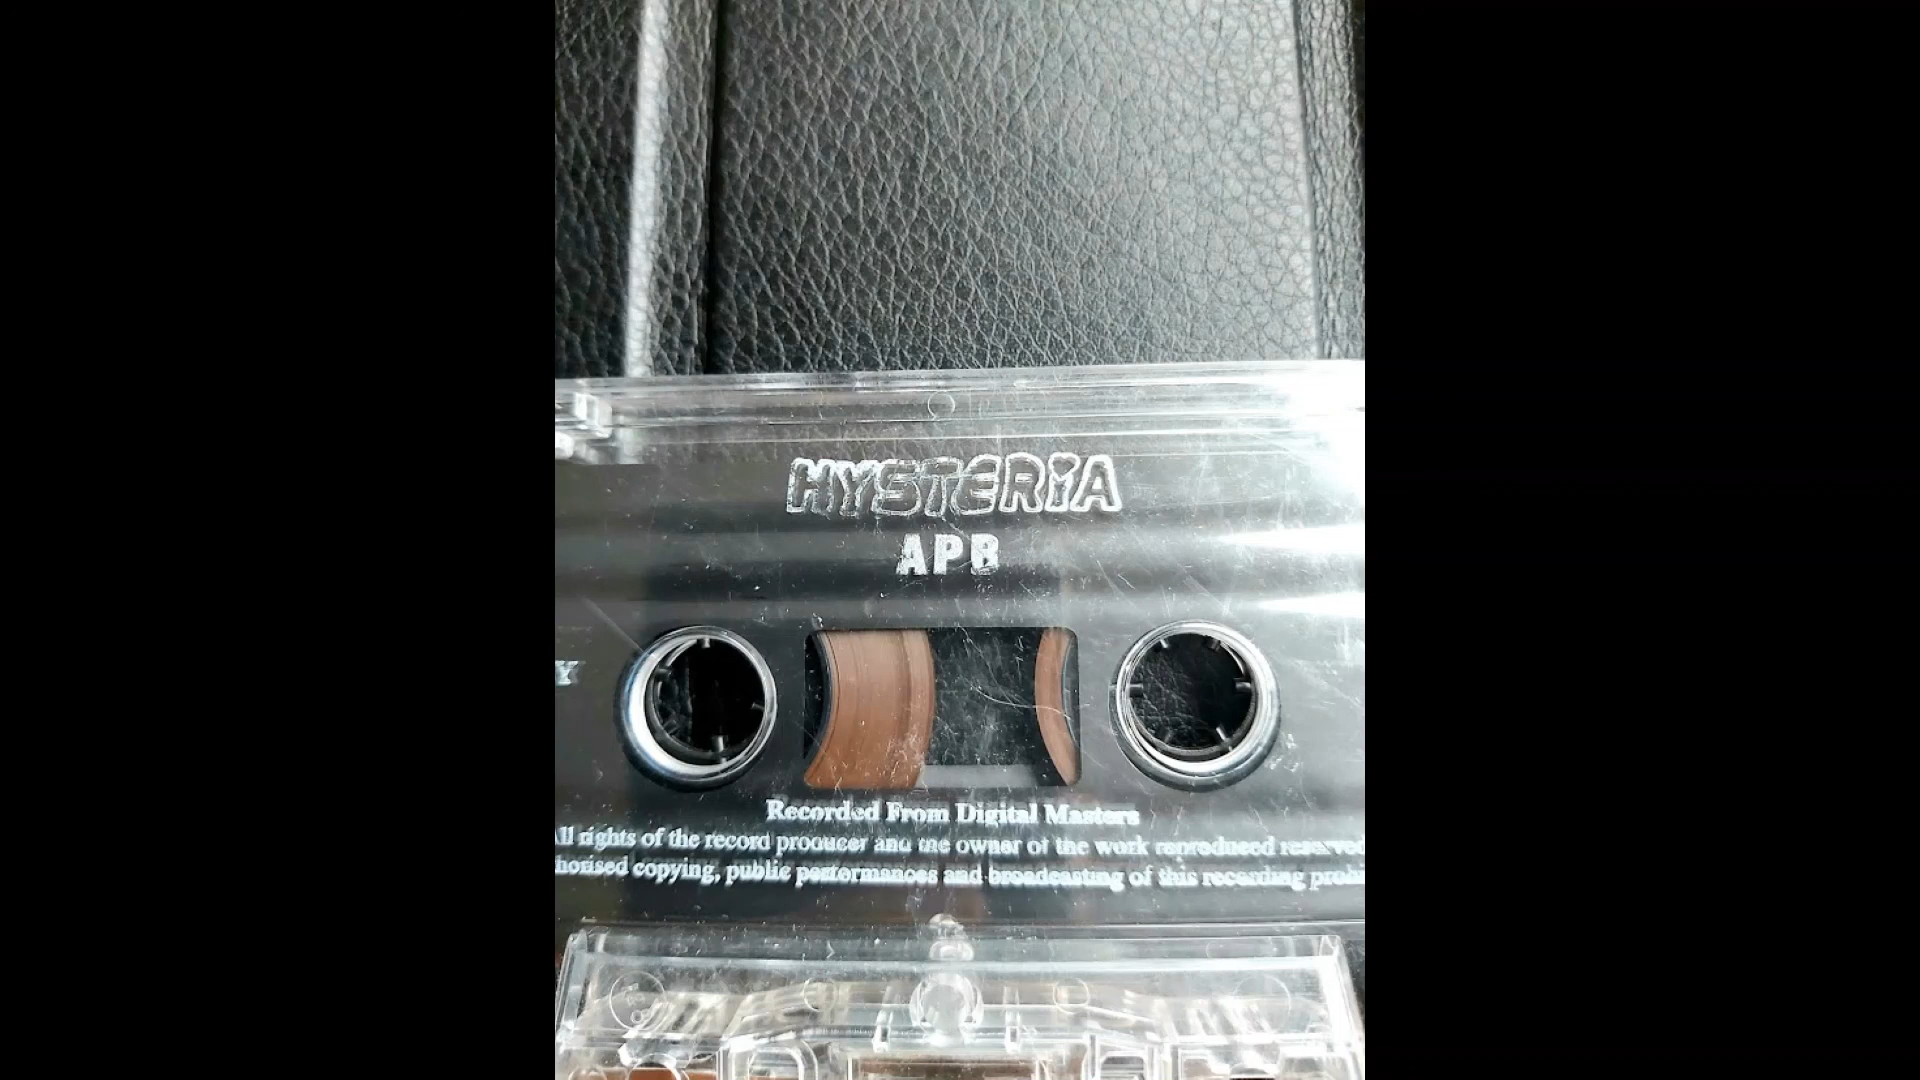 HYSTERiA
APB
Y
Recorded From Digital Masters
ll rights of the record producer and the owner of the work reproduced reserved
horised copying, public performances and broadcasting of this recording prohi